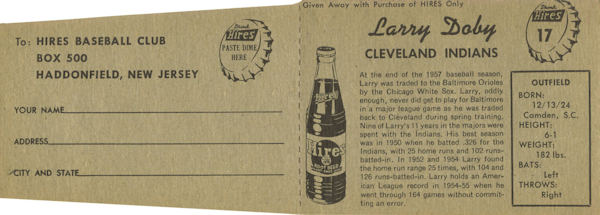 To: HIRES BASEBALL CLUB
BOX 500
HADDONFIELD, NEW JERSEY
Drink
Hires
PASTE DIME
HERE
YOUR NAME
ADDRESS
CITY AND STATE
Given Away with Purchase of HIRES Only
Larry Doby
CLEVELAND INDIANS
Drink
Hires
17
Hires
Hires
At the end of the 1957 baseball season,
Larry was traded to the Baltimore Orioles
by the Chicago White Sox. Larry, oddly
enough, never did get to play for Baltimore
in a major league game as he was traded
back to Cleveland during spring training.
Nine of Larry's 11 years in the majors were
spent with the Indians. His best season
was in 1950 when he batted .326 for the
Indians, with 25 home runs and 102 runs-
batted-in. In 1952 and 1954 Larry found
the home run range 25 times, with 104 and
126 runs-batted-in. Larry holds an Amer-
ican League record in 1954-55 when he
went through 164 games without commit-
ting an error.
OUTFIELD
BORN:
12/13/24
Camden, S.C.
HEIGHT:
6-1
WEIGHT:
182 lbs.
BATS:
Left
THROWS:
Right